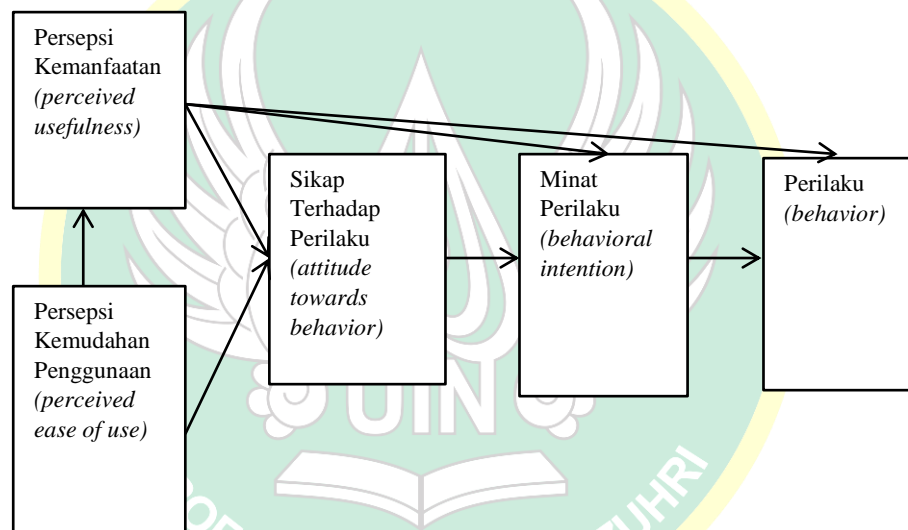 Persepsi
Kemanfaatan
(perceived
usefulness)
Sikap
Terhadap
Perilaku
(attitude
towards
behavior)
Minat
Perilaku
(behavioral
intention)
Perilaku
(behavior)
Persepsi
Kemudahan
Penggunaan
(perceived
ease of use)
UIN